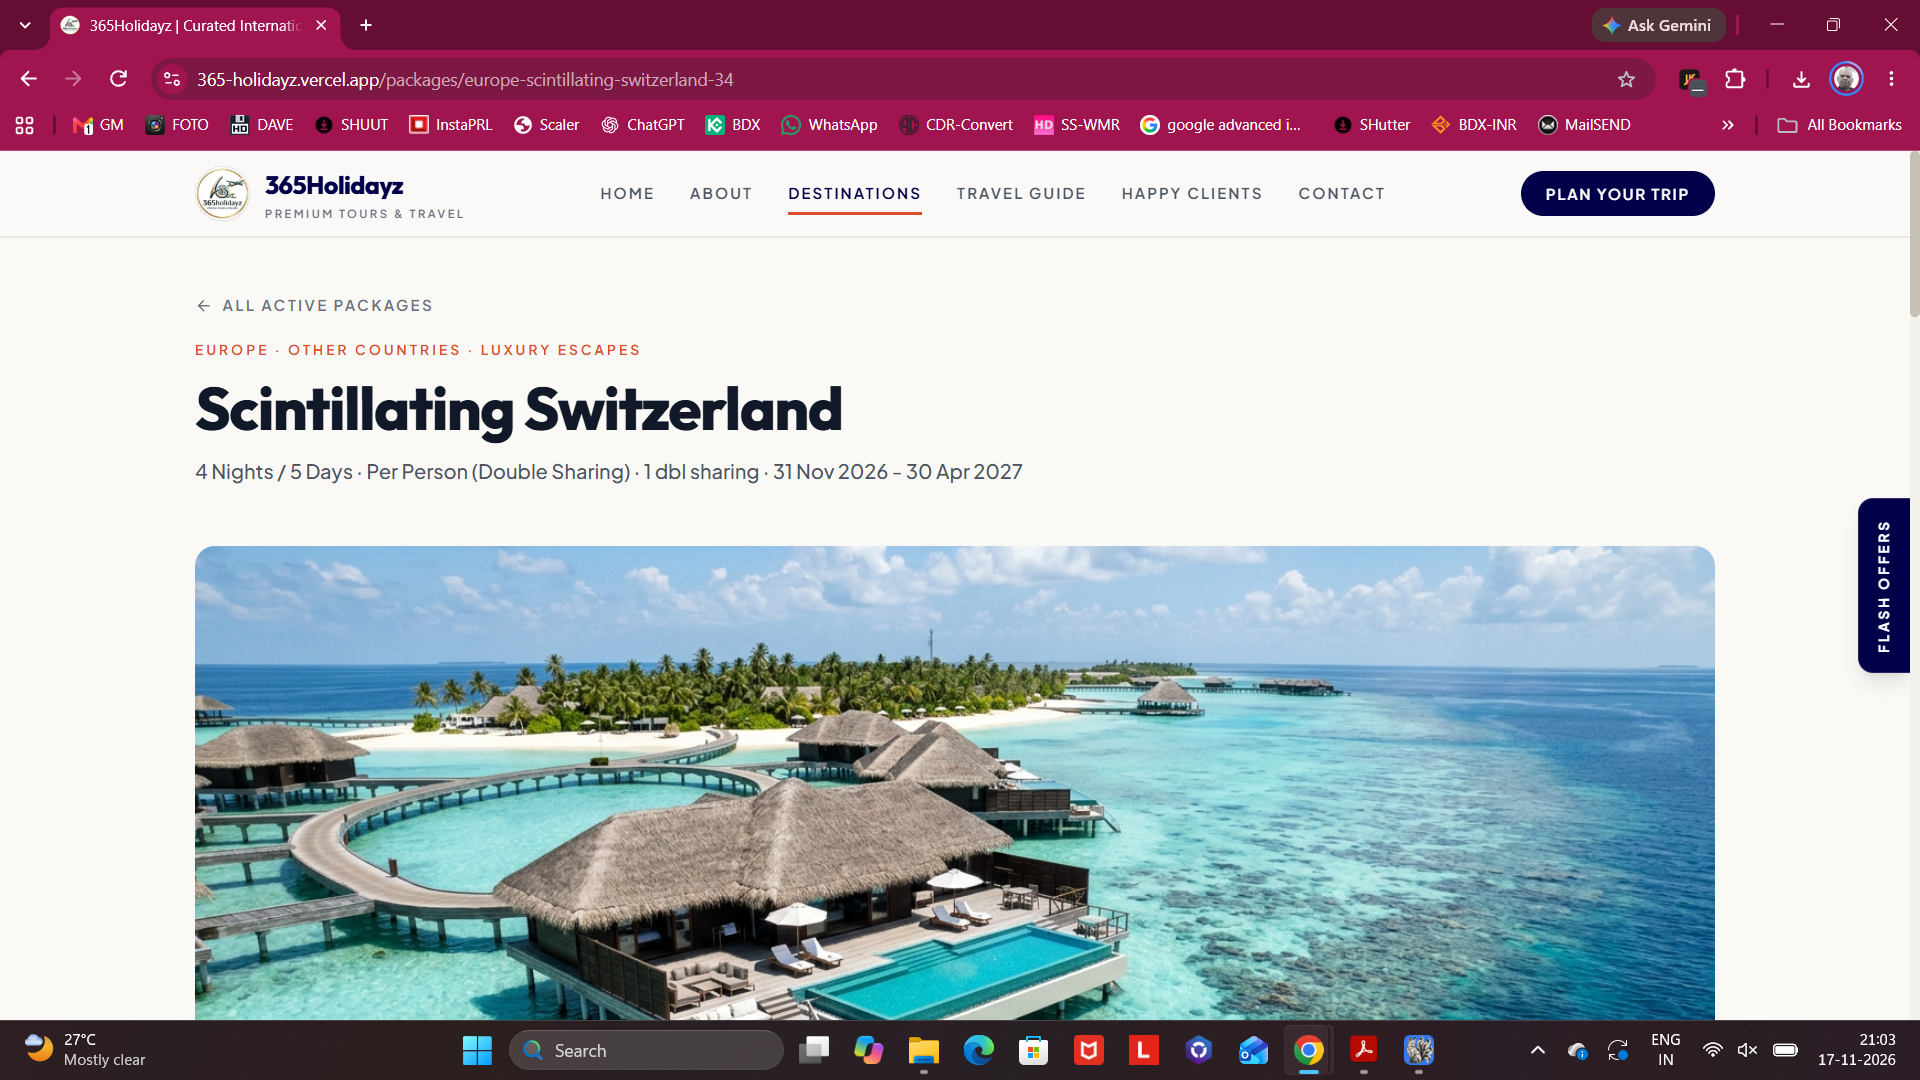 365Holidayz | Curated Internatic
Ask Gemini
365-holidayz.vercel.app/packages/europe-scintillating-switzerland-34
GM
FOTO
DAVE
SHUUT
InstaPRL
Scaler
ChatGPT
BDX
WhatsApp
CDR-Convert
SS-WMR
google advanced i...
SHutter
BDX-INR
MailSEND
All Bookmarks
365Holidayz
PREMIUM TOURS & TRAVEL
HOME
ABOUT
DESTINATIONS
TRAVEL GUIDE
HAPPY CLIENTS
CONTACT
PLAN YOUR TRIP
← ALL ACTIVE PACKAGES
EUROPE · OTHER COUNTRIES · LUXURY ESCAPES
Scintillating Switzerland
4 Nights / 5 Days · Per Person (Double Sharing) · 1 dbl sharing · 31 Nov 2026 - 30 Apr 2027
FLASH OFFERS
27°C
Mostly clear
Search
ENG
IN
21:03
17-11-2026